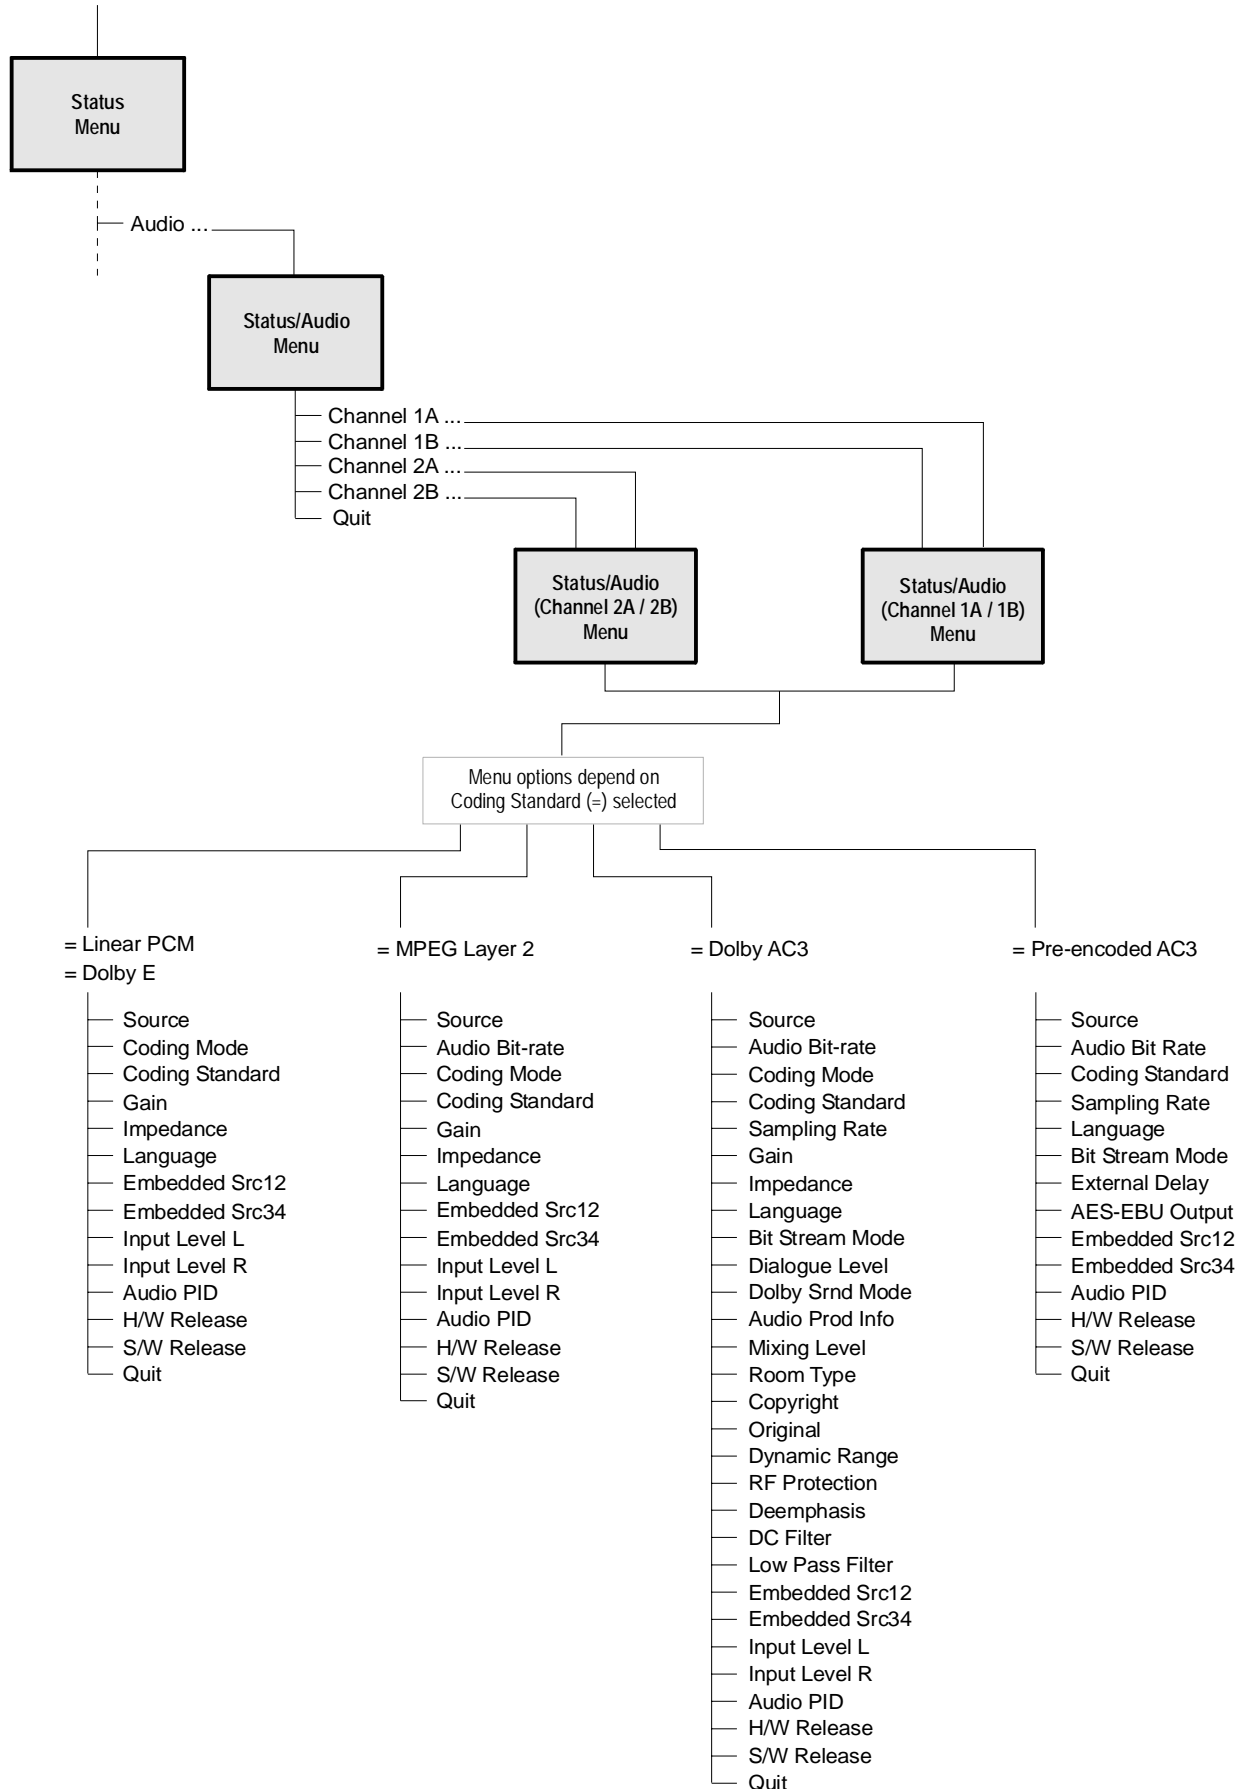 Status
Menu
Audio ...
Status/Audio
Menu
Channel 1A ...
Channel 1B ...
Channel 2A ...
Channel 2B ...
Quit
Status/Audio
(Channel 2A / 2B)
Menu
Status/Audio
(Channel 1A / 1B)
Menu
Menu options depend on
Coding Standard (=) selected
= Linear PCM
= Dolby E
Source
Coding Mode
Coding Standard
Gain
Impedance
Language
Embedded Src12
Embedded Src34
Input Level L
Input Level R
Audio PID
H/W Release
S/W Release
Quit
= MPEG Layer 2
Source
Audio Bit-rate
Coding Mode
Coding Standard
Gain
Impedance
Language
Embedded Src12
Embedded Src34
Input Level L
Input Level R
Audio PID
H/W Release
S/W Release
Quit
= Dolby AC3
Source
Audio Bit-rate
Coding Mode
Coding Standard
Sampling Rate
Gain
Impedance
Language
Bit Stream Mode
Dialogue Level
Dolby Srnd Mode
Audio Prod Info
Mixing Level
Room Type
Copyright
Original
Dynamic Range
RF Protection
Deemphasis
DC Filter
Low Pass Filter
Embedded Src12
Embedded Src34
Input Level L
Input Level R
Audio PID
H/W Release
S/W Release
Quit
= Pre-encoded AC3
Source
Audio Bit Rate
Coding Standard
Sampling Rate
Language
Bit Stream Mode
External Delay
AES-EBU Output
Embedded Src12
Embedded Src34
Audio PID
H/W Release
S/W Release
Quit